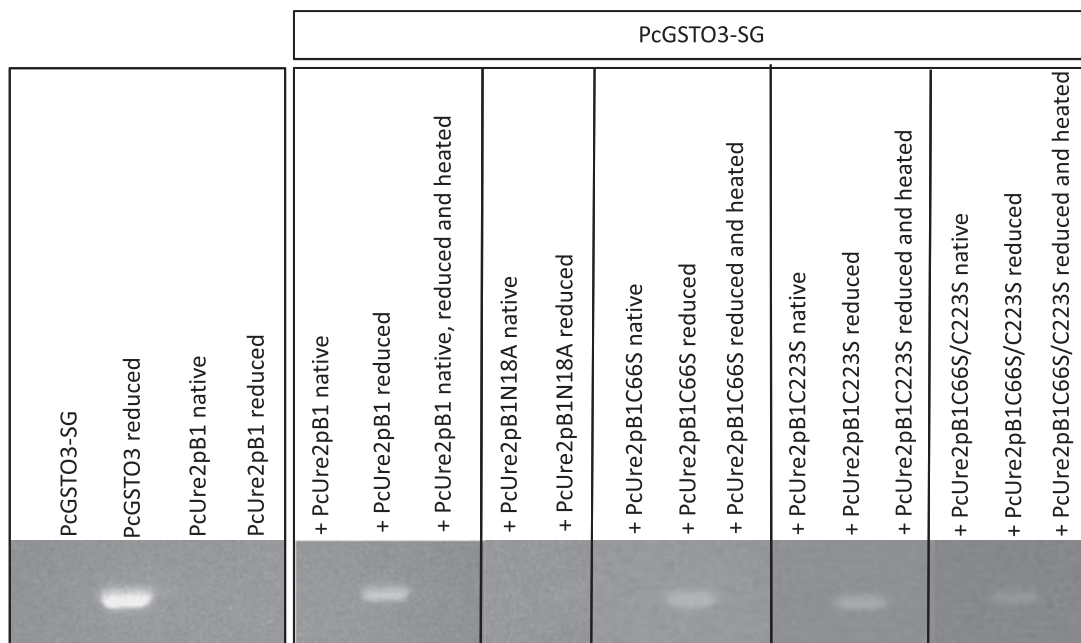 PcGSTO3-SG
PcGSTO3-SG
PcGSTO3 reduced
PcUre2pB1 native
PcUre2pB1 reduced
+ PcUre2pB1 native
+ PcUre2pB1 reduced
+ PcUre2pB1 native, reduced and heated
+ PcUre2pB1N18A native
+ PcUre2pB1N18A reduced
+ PcUre2pB1C66S native
+ PcUre2pB1C66S reduced
+ PcUre2pB1C66S reduced and heated
+ PcUre2pB1C223S native
+ PcUre2pB1C223S reduced
+ PcUre2pB1C223S reduced and heated
+ PcUre2pB1C66S/C223S native
+ PcUre2pB1C66S/C223S reduced
+ PcUre2pB1C66S/C223S reduced and heated